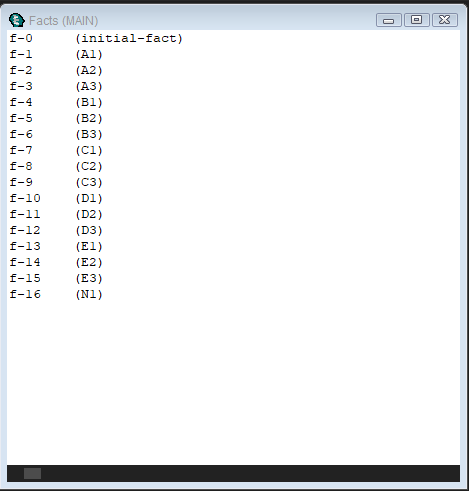 Facts (MAIN)
f-0 (initial-fact)
f-1 (A1)
f-2 (A2)
f-3 (A3)
f-4 (B1)
f-5 (B2)
f-6 (B3)
f-7 (C1)
f-8 (C2)
f-9 (C3)
f-10 (D1)
f-11 (D2)
f-12 (D3)
f-13 (E1)
f-14 (E2)
f-15 (E3)
f-16 (N1)